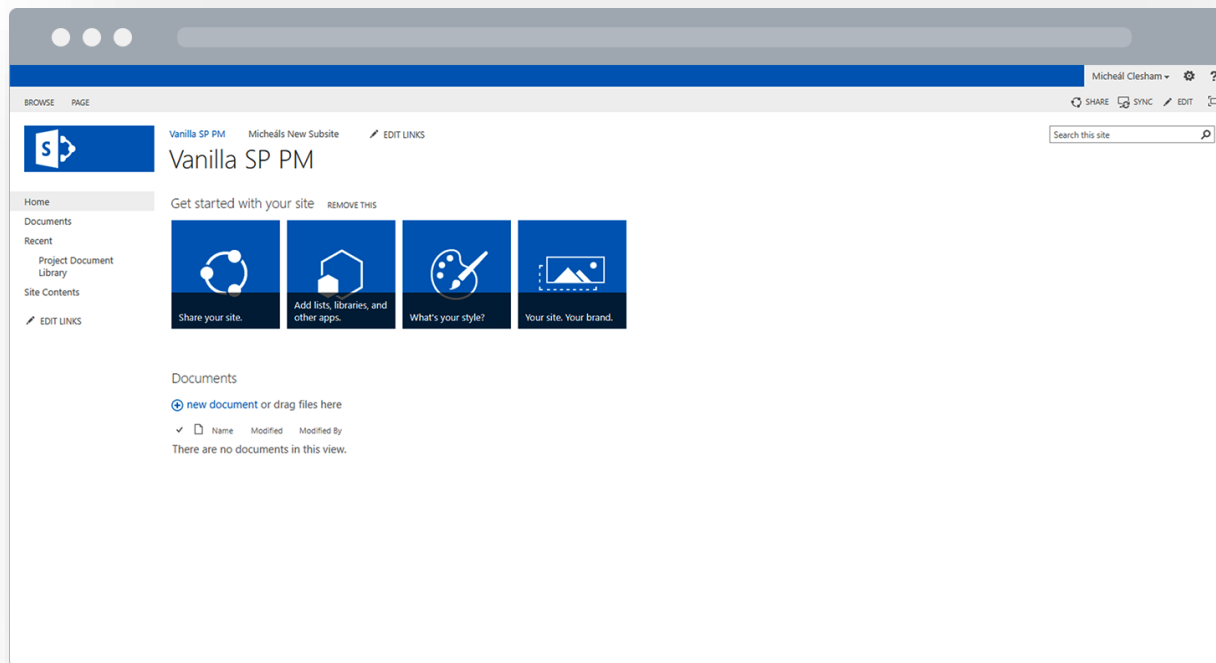 Micheál Clesham
?
BROWSE PAGE
SHARE SYNC EDIT
S
Vanilla SP PM Micheáls New Subsite EDIT LINKS
Search this site
Vanilla SP PM
Home
Documents
Recent
Project Document
Library
Site Contents
EDIT LINKS
Get started with your site REMOVE THIS
Share your site.
Add lists, libraries, and
other apps.
What's your style?
Your site. Your brand.
Documents
new document or drag files here
Name Modified Modified By
There are no documents in this view.